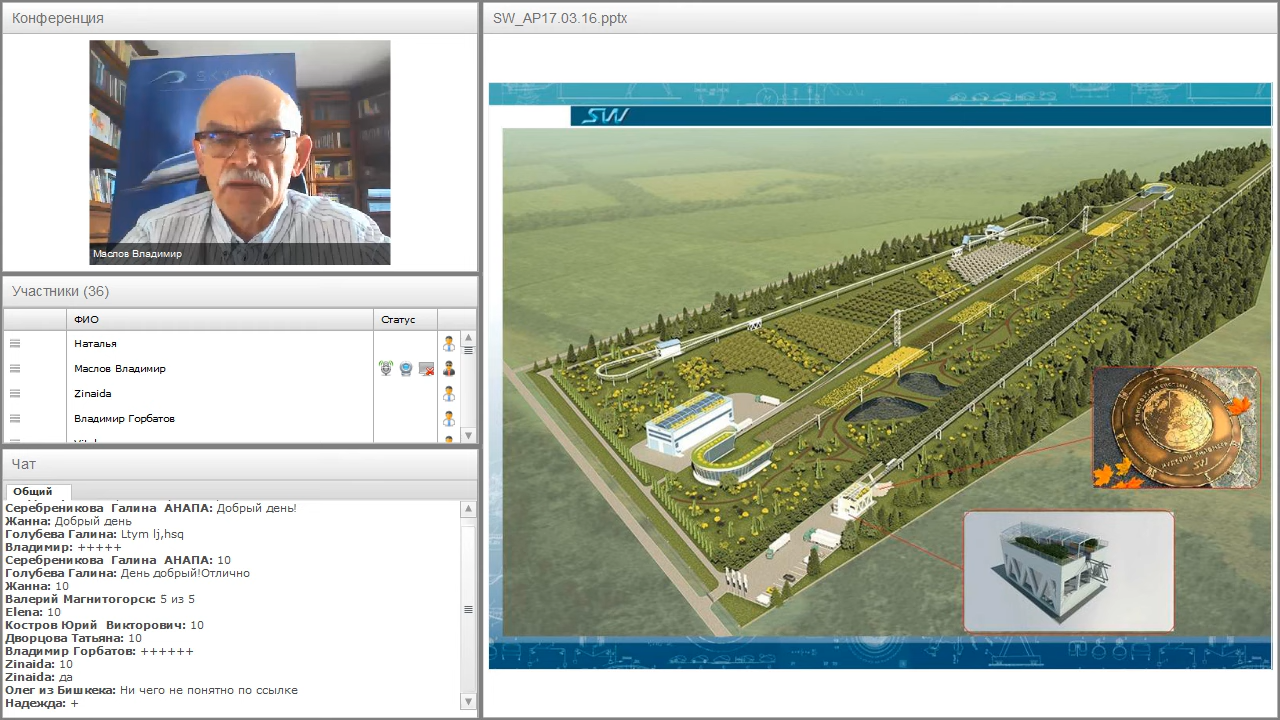 Конференция
SKY WAY
Маслов Владимир
Участники (36)
ФИО
Статус
Наталья
Маслов Владимир
Zinaida
Владимир Горбатов
Чат
Общий
Серебреникова Галина АНАПА: Добрый день!
Жанна: Добрый день
Голубева Галина: Ltym lj,hsq
Владимир: +++++
Серебреникова Галина АНАПА: 10
Голубева Галина: День добрый!Отлично
Жанна: 10
Валерий Магнитогорск: 5 из 5
Elena: 10
Костров Юрий Викторович: 10
Дворцова Татьяна: 10
Владимир Горбатов: ++++++
Zinaida: 10
Zinaida: да
Олег из Бишкека: Ни чего не понятно по ссылке
Надежда: +
SW_AP17.03.16.pptx
SW